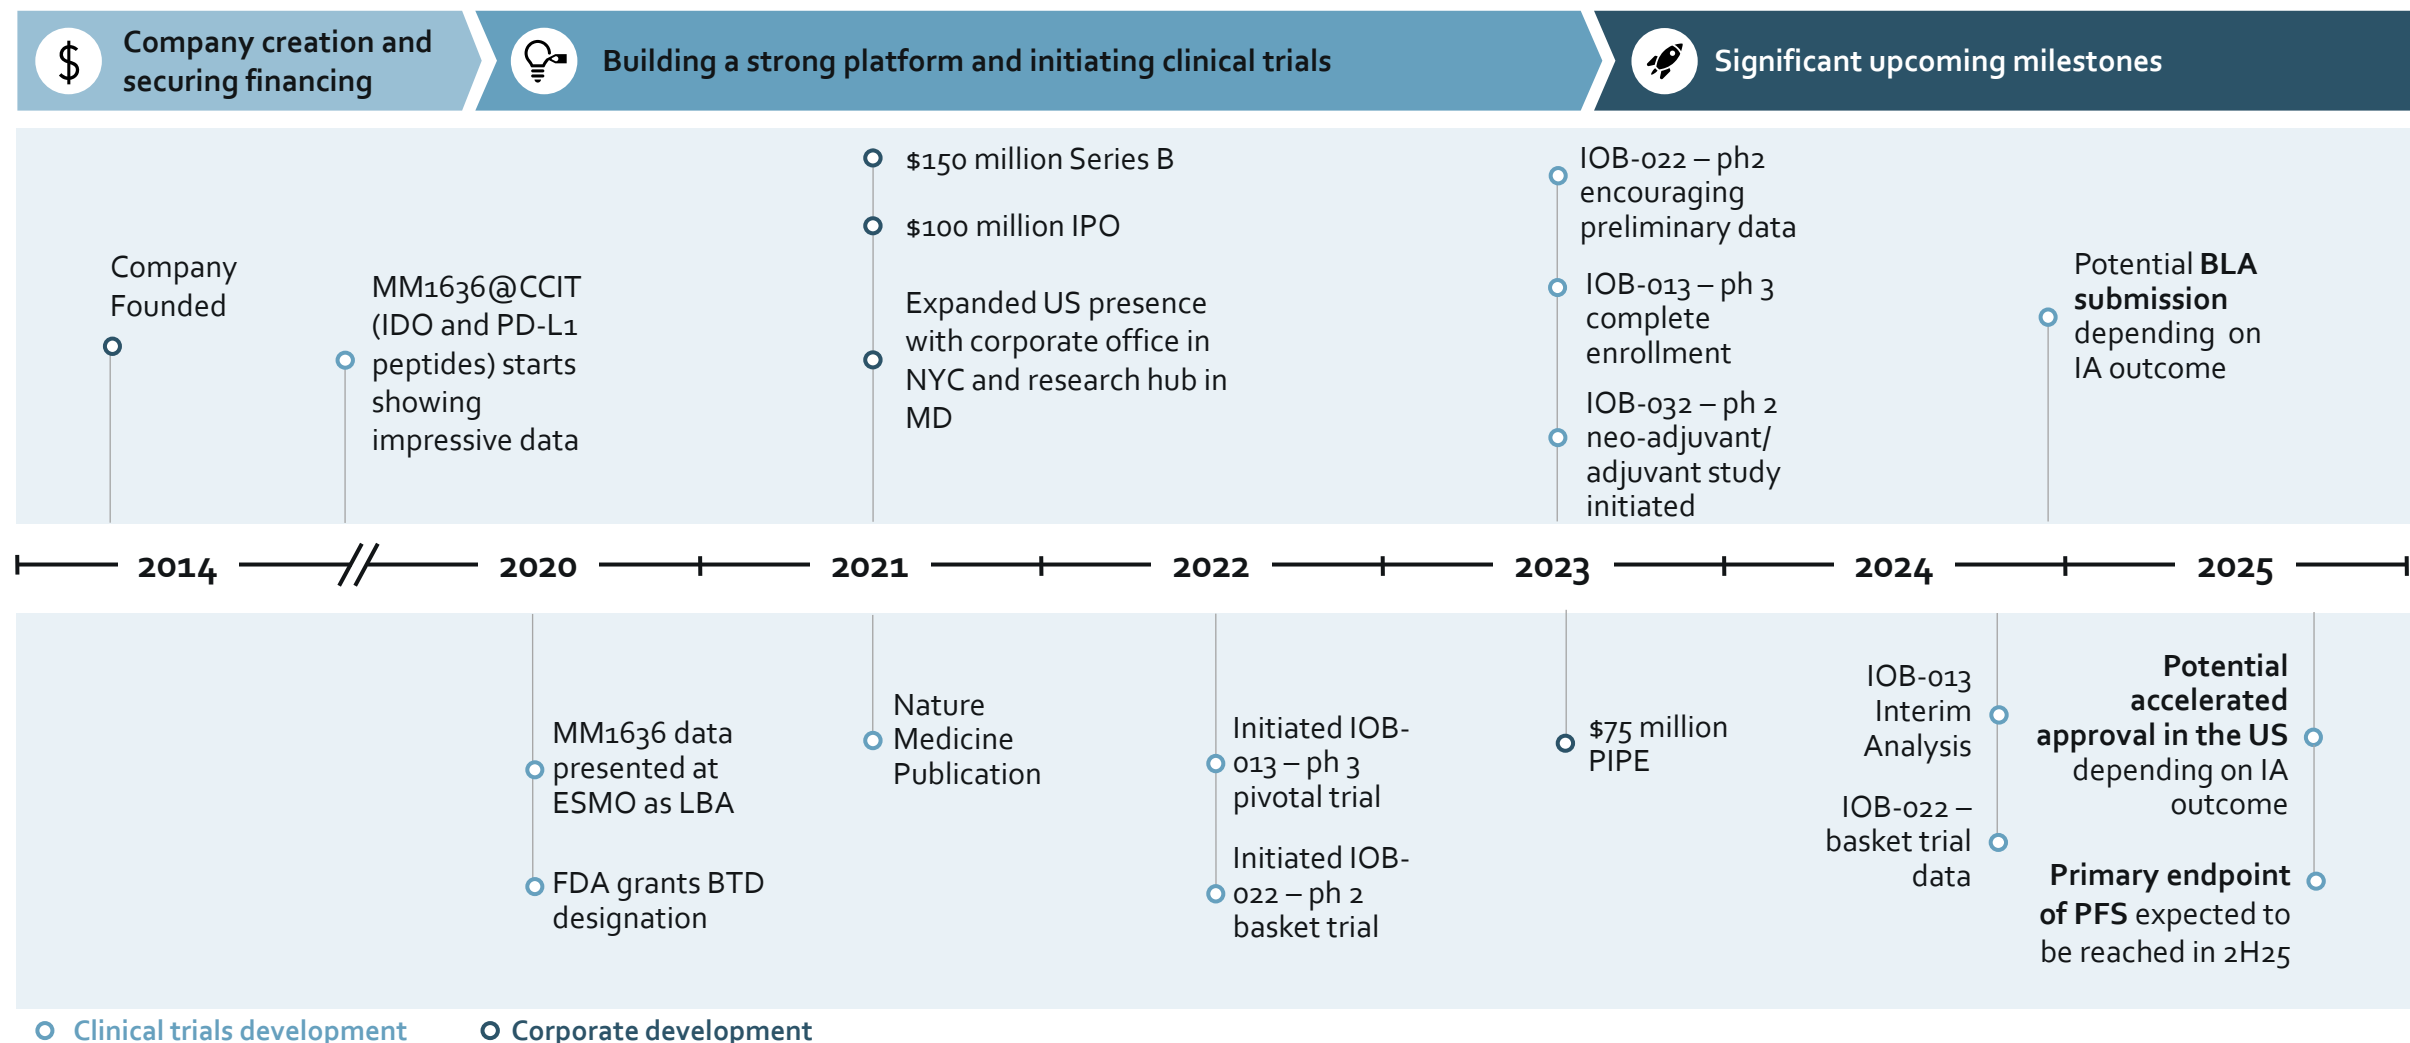 Company creation and
securing financing
Building a strong platform and initiating clinical trials
Significant upcoming milestones
Company
Founded
MM1636@CCIT
(IDO and PD-L1
peptides) starts
showing
impressive data
$150 million Series B
$100 million IPO
Expanded US presence
with corporate office in
NYC and research hub in
MD
IOB-022 – ph2
encouraging
preliminary data
IOB-013 – ph 3
complete
enrollment
IOB-032 – ph 2
neo-adjuvant/
adjuvant study
initiated
Potential BLA
submission
depending on
IA outcome
2014
2020
2021
2022
2023
2024
2025
MM1636 data
presented at
ESMO as LBA
FDA grants BTD
designation
Nature
Medicine
Publication
Initiated IOB-
013 – ph 3
pivotal trial
Initiated IOB-
022 – ph 2
basket trial
$75 million
PIPE
IOB-013
Interim
Analysis
IOB-022 –
basket trial
data
Potential
accelerated
approval in the US
depending on IA
outcome
Primary endpoint
of PFS expected to
be reached in 2H25
Clinical trials development
Corporate development